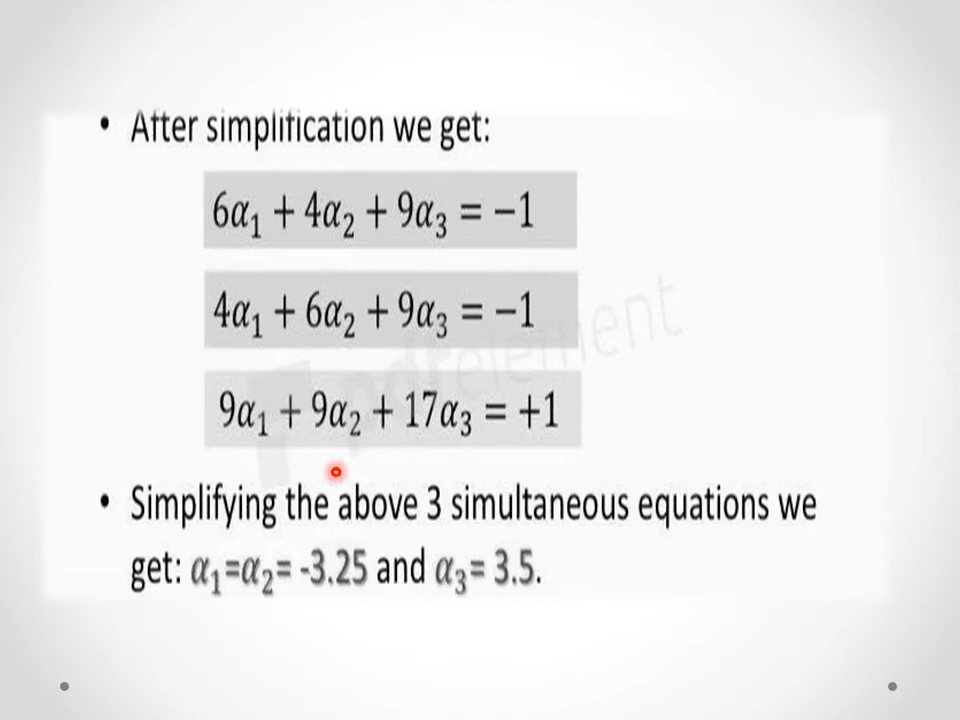 • After simplification we get:
6α₁ + 4α₂ + 9α₃ = −1
4α₁ + 6α₂ + 9α₃ = −1
9α₁ + 9α₂ + 17α₃ = +1
• Simplifying the above 3 simultaneous equations we
get: α₁=α₂= -3.25 and α₃= 3.5.
element